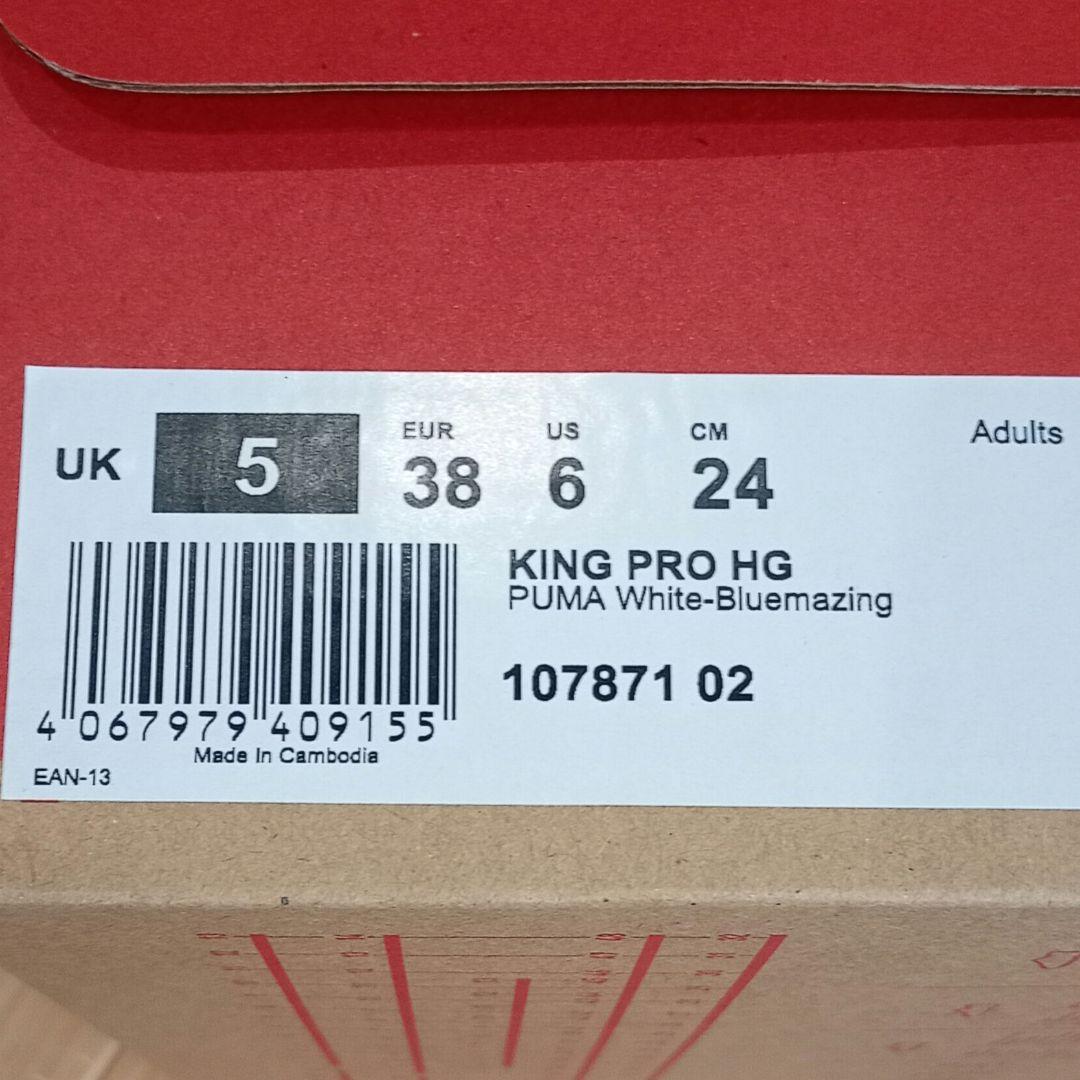 Adults
UK 5
EUR 38
US 6
CM 24
KING PRO HG
PUMA White-Bluemazing
107871 02
4 067979 409155
Made In Cambodia
EAN-13